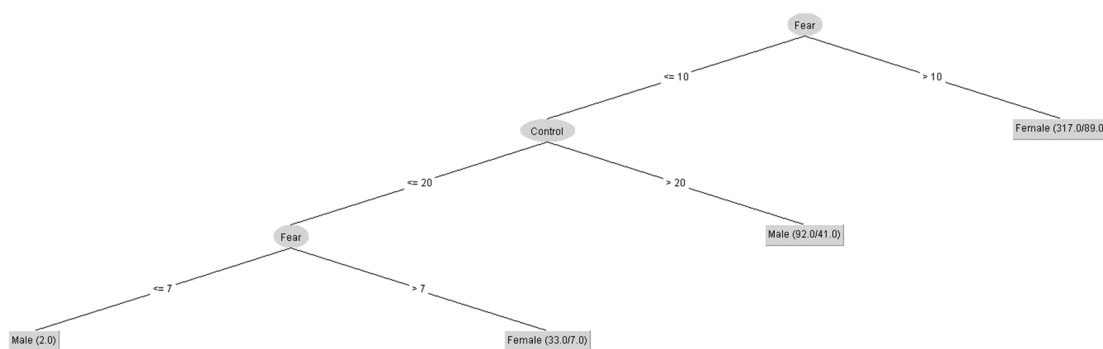 Fear
<= 10
> 10
Control
Female (317.0/89.0
<= 20
> 20
Fear
Male (92.0/41.0)
<= 7
> 7
Male (2.0)
Female (33.0/7.0)